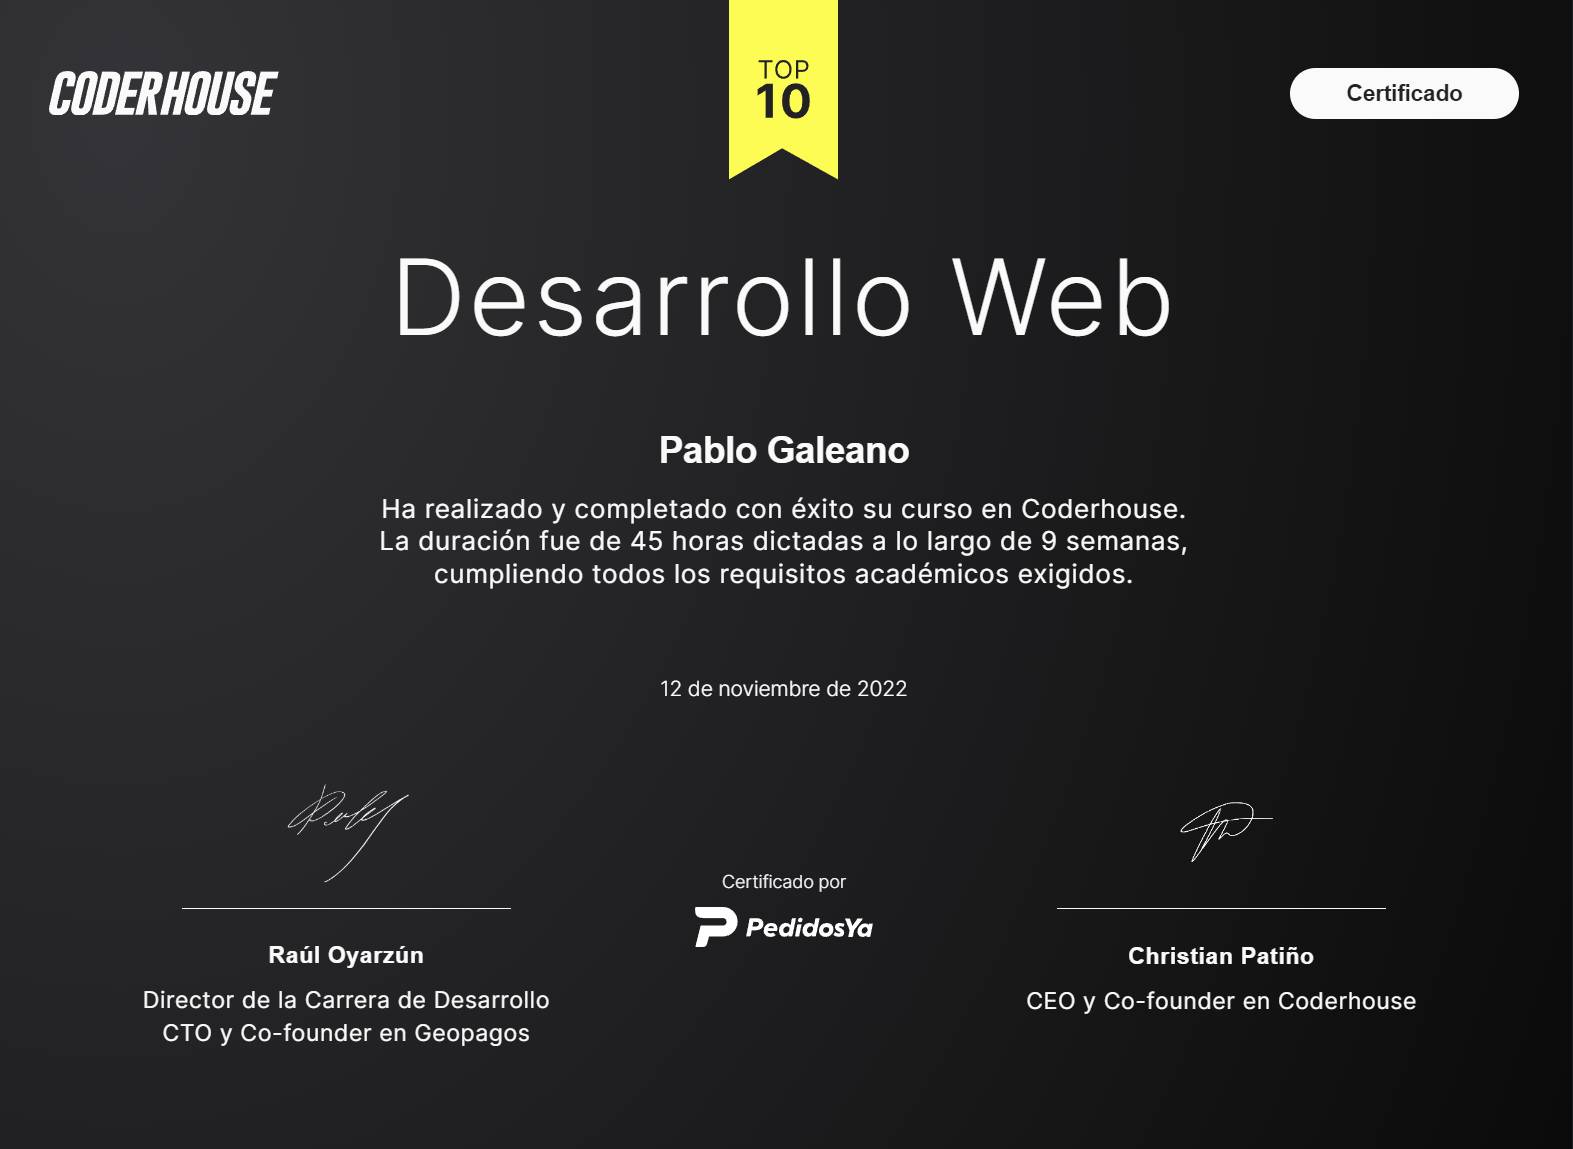 CODERHOUSE
TOP
10
Certificado
Desarrollo Web
Pablo Galeano
Ha realizado y completado con éxito su curso en Coderhouse.
La duración fue de 45 horas dictadas a lo largo de 9 semanas,
cumpliendo todos los requisitos académicos exigidos.
12 de noviembre de 2022
Raúl Oyarzún
Director de la Carrera de Desarrollo
CTO y Co-founder en Geopagos
Certificado por
PedidosYa
Christian Patiño
CEO y Co-founder en Coderhouse